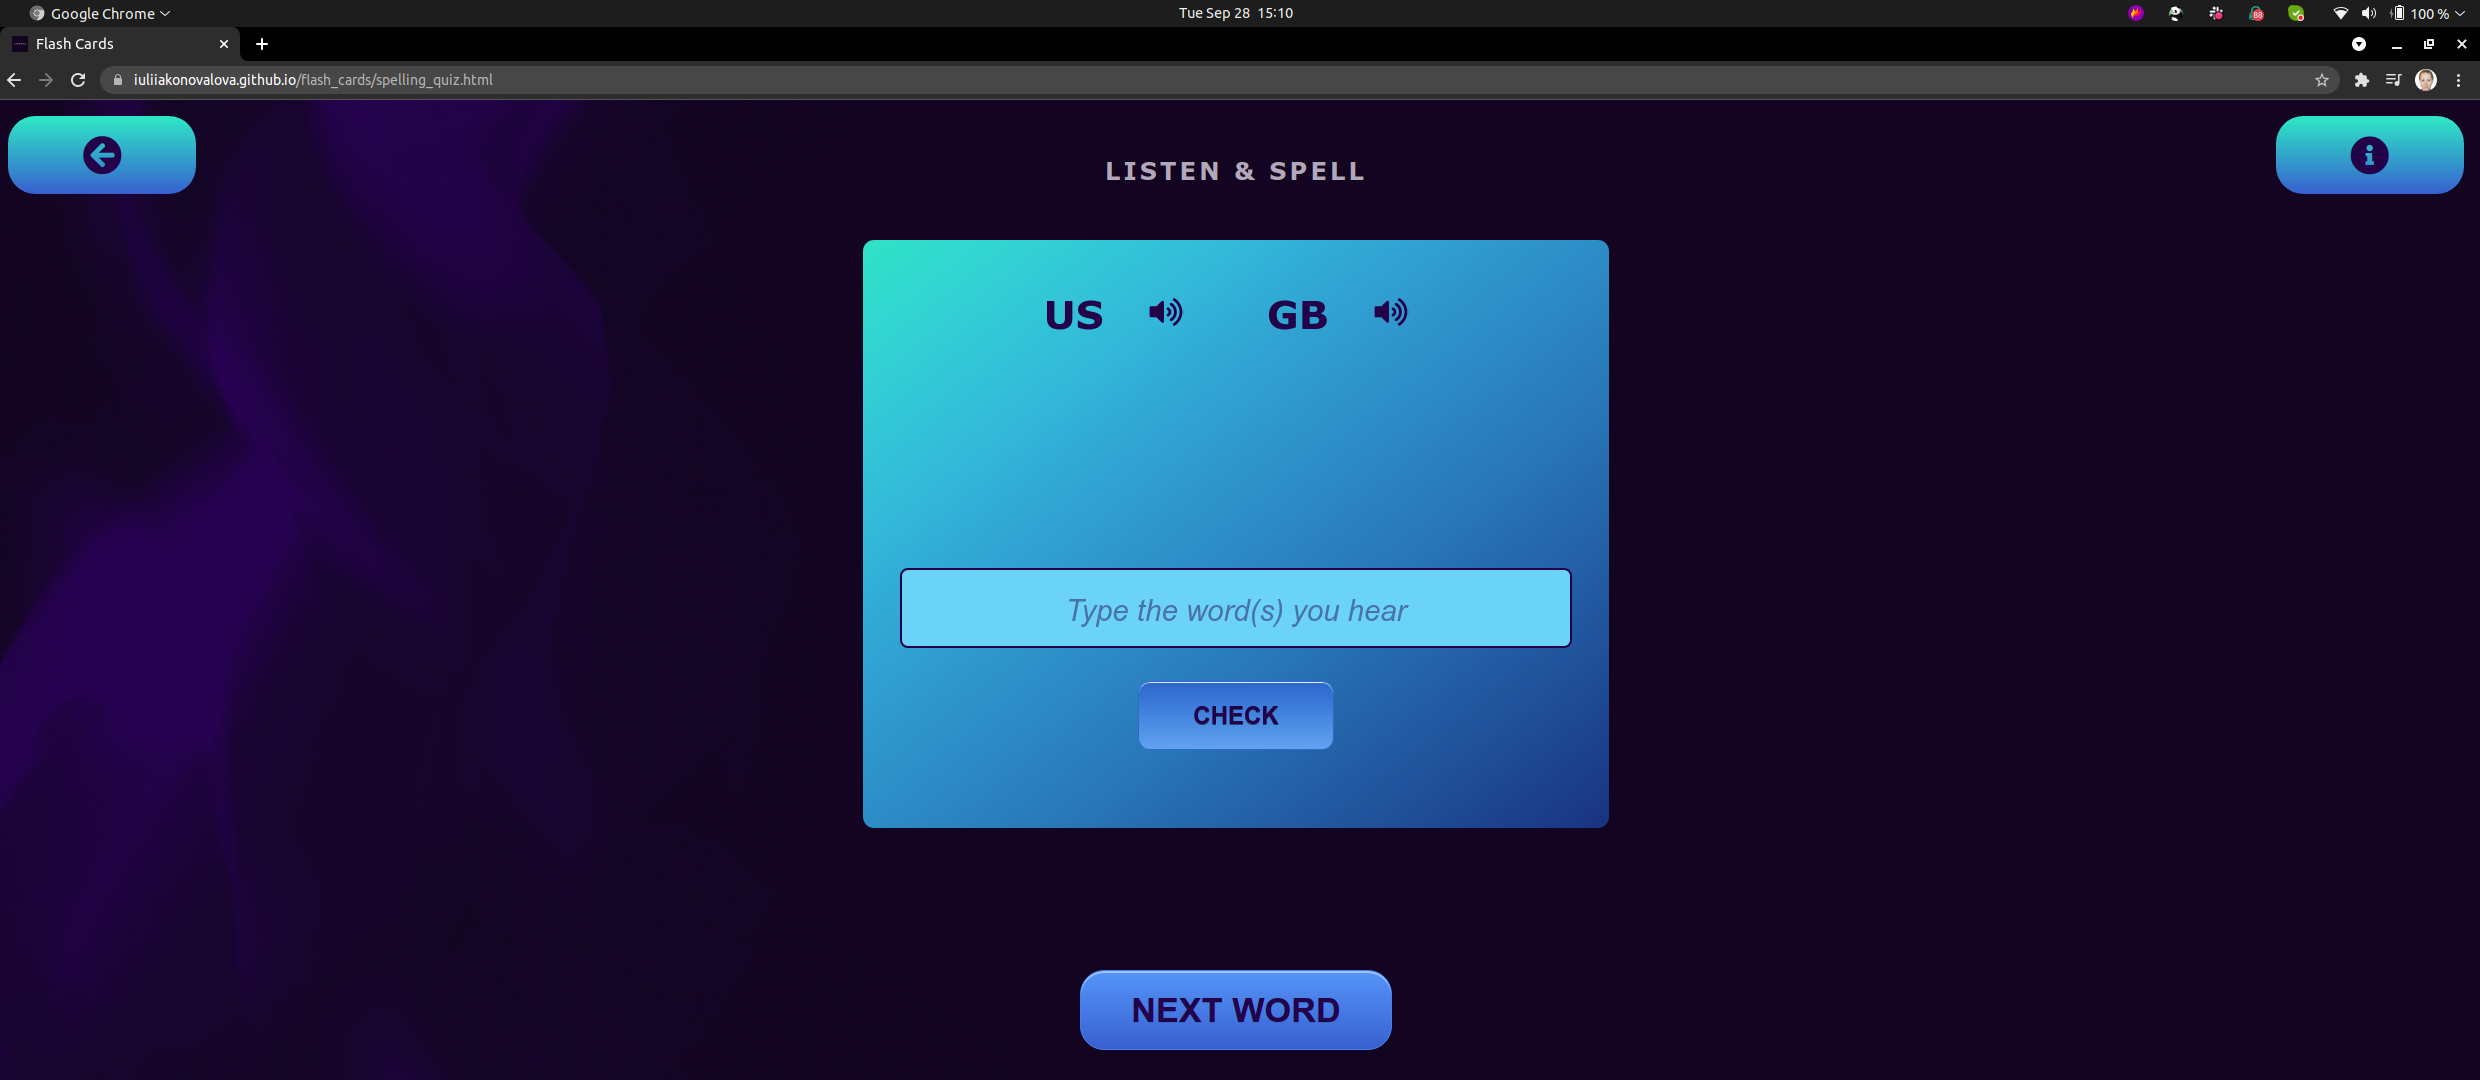 Google Chrome
Tue Sep 28 15:10
88
100 %
Flash Cards
iuliiakonovalova.github.io/flash_cards/spelling_quiz.html
LISTEN & SPELL
US
GB
Type the word(s) you hear
CHECK
NEXT WORD